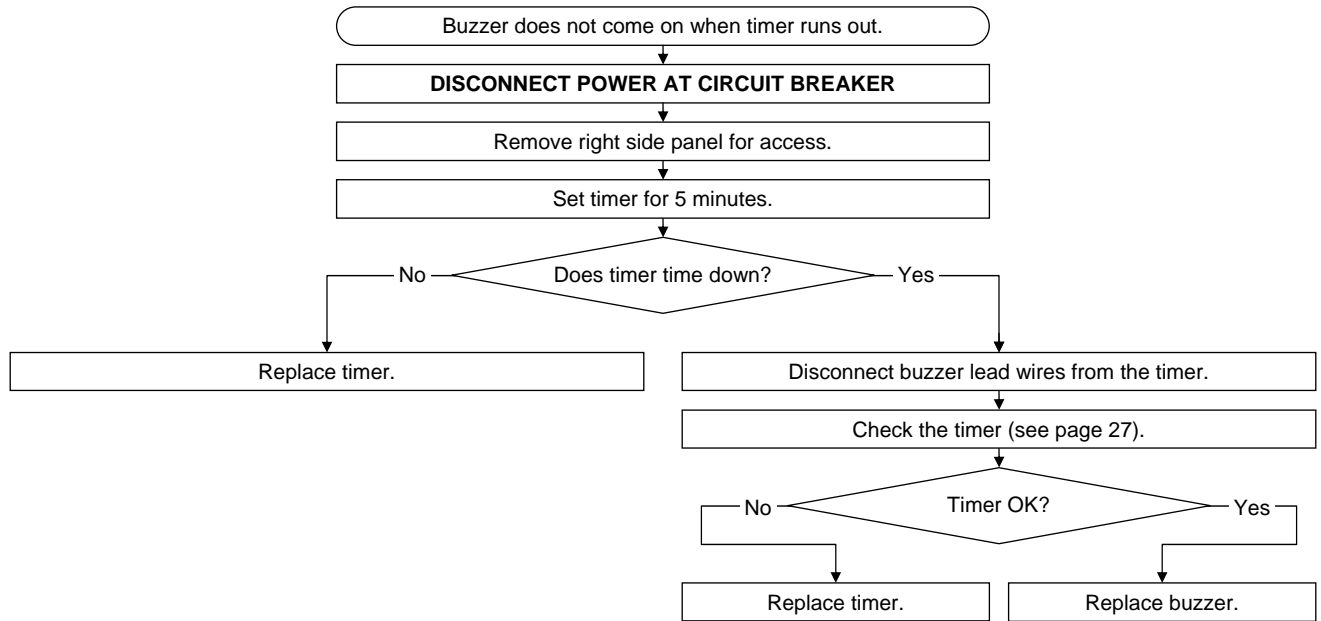 Buzzer does not come on when timer runs out.
DISCONNECT POWER AT CIRCUIT BREAKER
Remove right side panel for access.
Set timer for 5 minutes.
No
Does timer time down?
Yes
Replace timer.
Disconnect buzzer lead wires from the timer.
Check the timer (see page 27).
No
Timer OK?
Yes
Replace timer.
Replace buzzer.